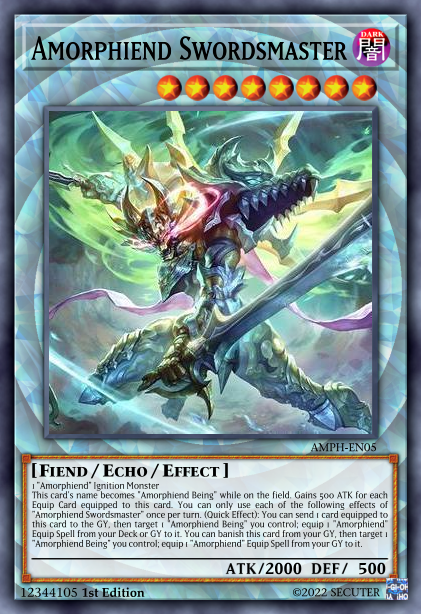 AMORPHIEND SWORDSMASTER
DARK
闇
AMPH-EN05
[FIEND / ECHO / EFFECT ]
1 "Amorphiend" Ignition Monster
This card's name becomes "Amorphiend Being" while on the field. Gains 500 ATK for each
Equip Card equipped to this card. You can only use each of the following effects of
"Amorphiend Swordsmaster" once per turn. (Quick Effect): You can send 1 card equipped to
this card to the GY, then target 1 "Amorphiend Being" you control; equip 1 "Amorphiend"
Equip Spell from your Deck or GY to it. You can banish this card from your GY, then target 1
"Amorphiend Being" you control; equip 1 "Amorphiend" Equip Spell from your GY to it.
ATK/2000 DEF/ 500
12344105 1st Edition
©2022 SECUTER